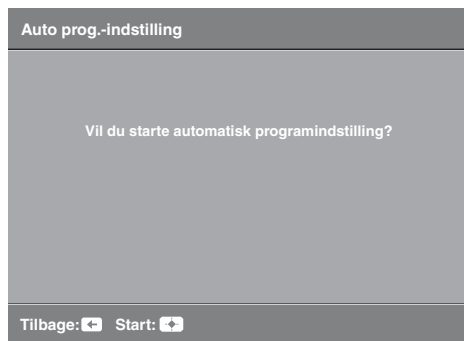 Auto prog.-indstilling
Vil du starte automatisk programindstilling?
Tilbage: Start: